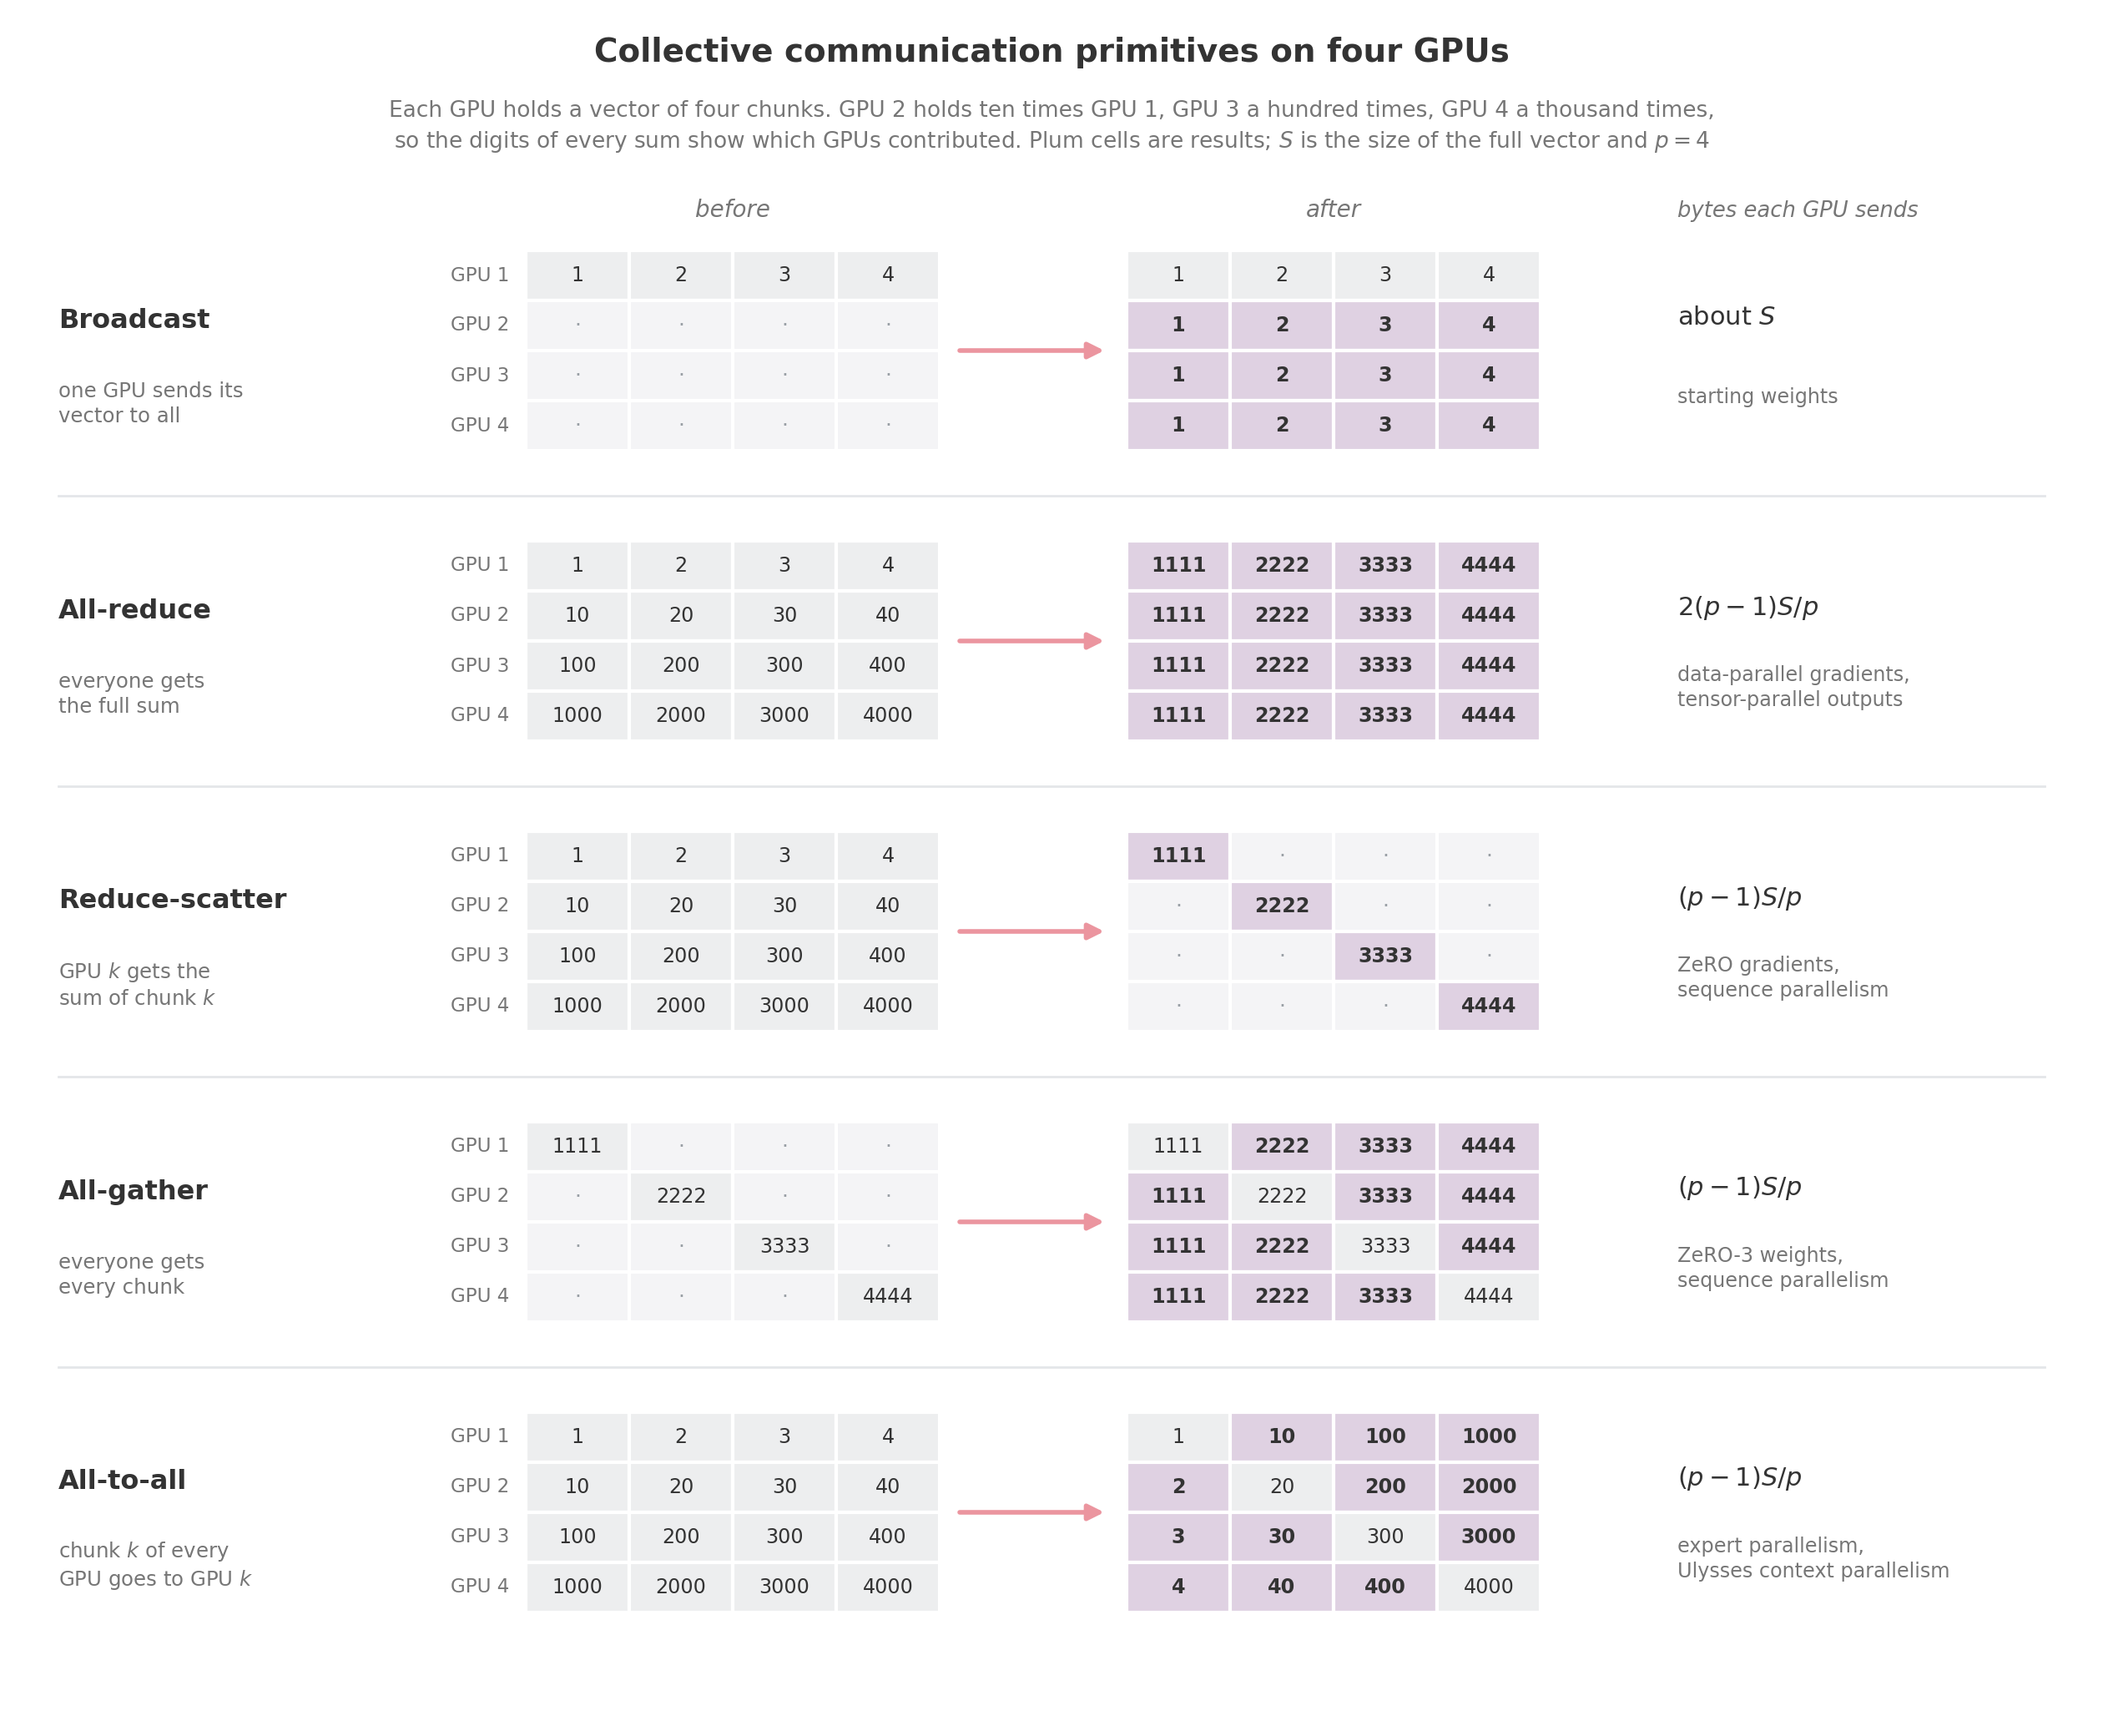 Collective communication primitives on four GPUs
Each GPU holds a vector of four chunks. GPU 2 holds ten times GPU 1, GPU 3 a hundred times, GPU 4 a thousand times,
so the digits of every sum show which GPUs contributed. Plum cells are results; S is the size of the full vector and p = 4
before after bytes each GPU sends
Broadcast
one GPU sends its
vector to all
GPU 1 1 2 3 4 1 2 3 4
GPU 2 · · · · 1 2 3 4
GPU 3 · · · · 1 2 3 4
GPU 4 · · · · 1 2 3 4
about S
starting weights
All-reduce
everyone gets
the full sum
GPU 1 1 2 3 4 1111 2222 3333 4444
GPU 2 10 20 30 40 1111 2222 3333 4444
GPU 3 100 200 300 400 1111 2222 3333 4444
GPU 4 1000 2000 3000 4000 1111 2222 3333 4444
2(p − 1)S/p
data-parallel gradients,
tensor-parallel outputs
Reduce-scatter
GPU k gets the
sum of chunk k
GPU 1 1 2 3 4 1111 · · ·
GPU 2 10 20 30 40 · 2222 · ·
GPU 3 100 200 300 400 · · 3333 ·
GPU 4 1000 2000 3000 4000 · · · 4444
(p − 1)S/p
ZeRO gradients,
sequence parallelism
All-gather
everyone gets
every chunk
GPU 1 1111 · · · 1111 2222 3333 4444
GPU 2 · 2222 · · 1111 2222 3333 4444
GPU 3 · · 3333 · 1111 2222 3333 4444
GPU 4 · · · 4444 1111 2222 3333 4444
(p − 1)S/p
ZeRO-3 weights,
sequence parallelism
All-to-all
chunk k of every
GPU goes to GPU k
GPU 1 1 2 3 4 1 10 100 1000
GPU 2 10 20 30 40 2 20 200 2000
GPU 3 100 200 300 400 3 30 300 3000
GPU 4 1000 2000 3000 4000 4 40 400 4000
(p − 1)S/p
expert parallelism,
Ulysses context parallelism